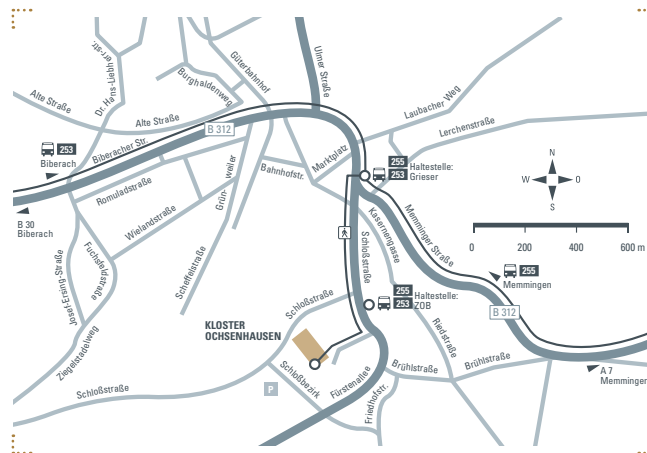 Ulmer Straße
Güterbahnhof
Burghaldenweg
Dr. Hans-Liebherr-Str.
Alte Straße
Alte Straße
B 312
Laubacher Weg
Lerchenstraße
253
Biberach
Biberacher Str.
Marktplatz
255
253
Haltestelle:
Grieser
N
W
O
S
0
200
400
600 m
Bahnhofstr.
Grün-
weiler
Romuladstraße
Wielandstraße
B 30
Biberach
Kasernengasse
Memminger Straße
Schloßstraße
Josef-Ersing-Straße
Fuchsfeldstraße
Scheffelstraße
255
Memmingen
B 312
255
253
Haltestelle:
ZOB
Schloßstraße
KLOSTER
OCHSENHAUSEN
Riedstraße
Ziegelstadelweg
Schloßstraße
P
Schloßbezirk
Fürstenallee
Friedhofstr.
Brühlstraße
Brühlstraße
A 7
Memmingen